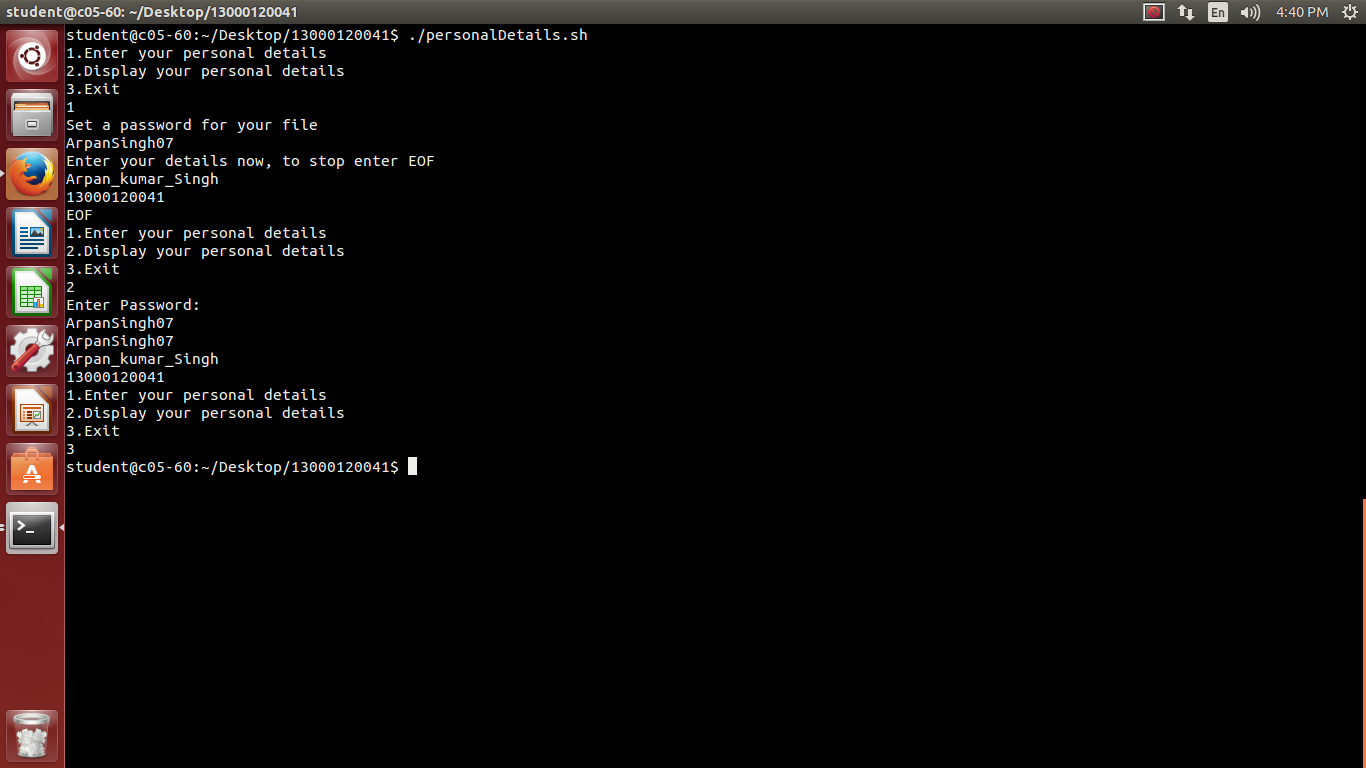 student@c05-60: ~/Desktop/13000120041
En
4:40 PM
student@c05-60:~/Desktop/13000120041$ ./personalDetails.sh
1.Enter your personal details
2.Display your personal details
3.Exit
1
Set a password for your file
ArpanSingh07
Enter your details now, to stop enter EOF
Arpan_kumar_Singh
13000120041
EOF
1.Enter your personal details
2.Display your personal details
3.Exit
2
Enter Password:
ArpanSingh07
ArpanSingh07
Arpan_kumar_Singh
13000120041
1.Enter your personal details
2.Display your personal details
3.Exit
3
student@c05-60:~/Desktop/13000120041$